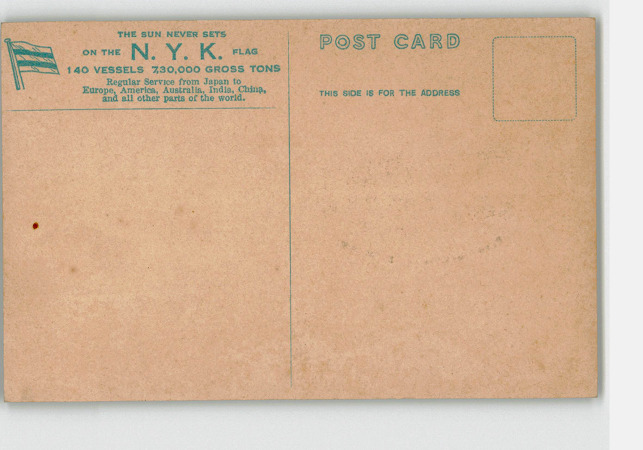 THE SUN NEVER SETS
ON THE N. Y. K. FLAG
140 VESSELS 730,000 GROSS TONS
Regular Service from Japan to
Europe, America, Australia, India, China,
and all other parts of the world.
POST CARD
THIS SIDE IS FOR THE ADDRESS